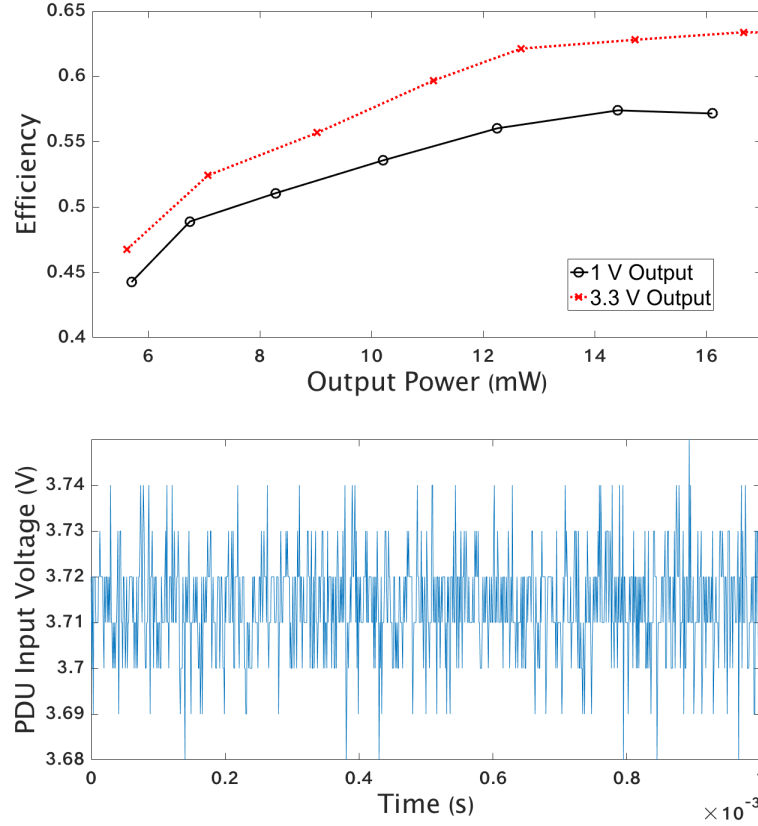 0.65
0.6
0.55
0.5
0.45
0.4
Efficiency
1 V Output
3.3 V Output
6 8 10 12 14 16
Output Power (mW)
3.74
3.73
3.72
3.71
3.7
3.69
3.68
PDU Input Voltage (V)
0 0.2 0.4 0.6 0.8
Time (s)
×10⁻³